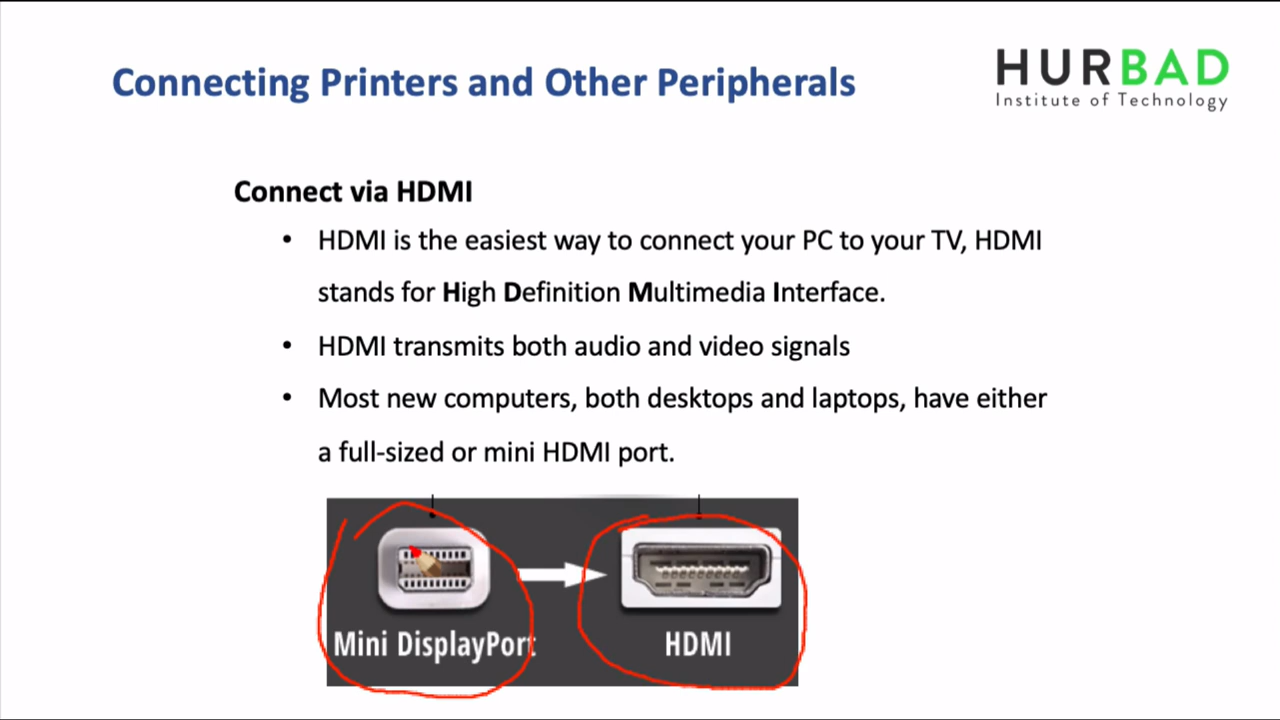 Connecting Printers and Other Peripherals
HURBAD
Institute of Technology
Connect via HDMI
• HDMI is the easiest way to connect your PC to your TV, HDMI
stands for High Definition Multimedia Interface.
• HDMI transmits both audio and video signals
• Most new computers, both desktops and laptops, have either
a full-sized or mini HDMI port.
Mini DisplayPort
HDMI